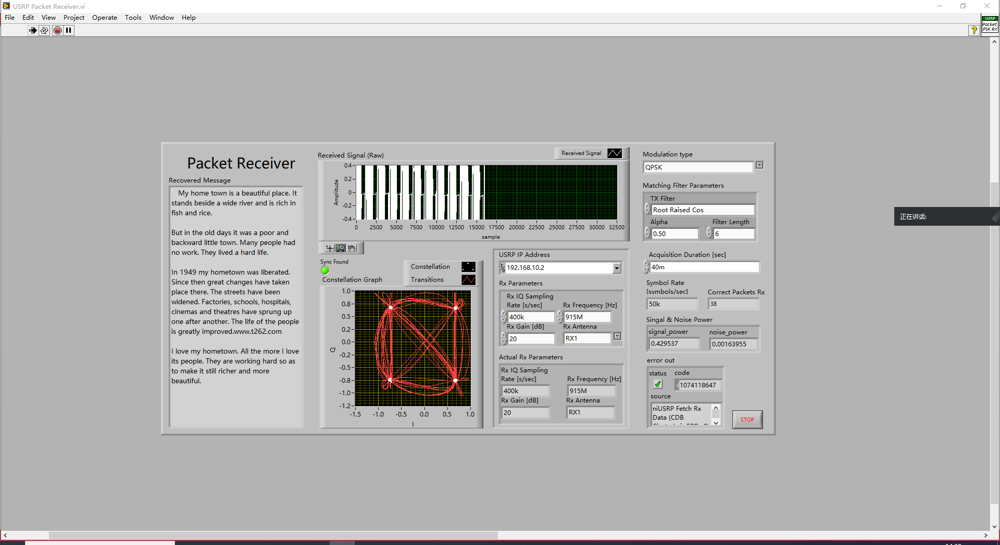 USRP Packet Receiver.vi
File Edit View Project Operate Tools Window Help
USRP
Packet
PSK RX
Packet Receiver
Recovered Message
My home town is a beautiful place. It
stands beside a wide river and is rich in
fish and rice.
But in the old days it was a poor and
backward little town. Many people had
no work. They lived a hard life.
In 1949 my hometown was liberated.
Since then great changes have taken
place there. The streets have been
widened. Factories, schools, hospitals,
cinemas and theatres have sprung up
one after another. The life of the people
is greatly improved.www.t262.com
I love my hometown. All the more I love
its people. They are working hard so as
to make it still richer and more
beautiful.
Received Signal (Raw)
Received Signal
Amplitude
0.4
0.2
0
-0.2
-0.4
0 2500 5000 7500 10000 12500 15000 17500 20000 22500 25000 27500 30000 32500
sample
Sync Found
Constellation
Transitions
Constellation Graph
Q
1.0
0.8
0.5
0.2
0.0
-0.2
-0.5
-0.8
-1.0
-1.2
-1.5 -1.0 -0.5 0.0 0.5 1.0
I
USRP IP Address
192.168.10.2
Rx Parameters
Rx IQ Sampling
Rate [s/sec] Rx Frequency [Hz]
400k 915M
Rx Gain [dB] Rx Antenna
20 RX1
Actual Rx Parameters
Rx IQ Sampling
Rate [s/sec] Rx Frequency [Hz]
400k 915M
Rx Gain [dB] Rx Antenna
20 RX1
Modulation type
QPSK
Matching Filter Parameters
TX Filter
Root Raised Cos
Alpha Filter Length
0.50 6
Acquisition Duration [sec]
40m
Symbol Rate
[symbols/sec] Correct Packets Rx
50k 38
Singal & Noise Power
signal_power noise_power
0.429537 0.00163955
error out
status code
1074118647
source
niUSRP Fetch Rx
Data (CDB
STOP
正在讲话: